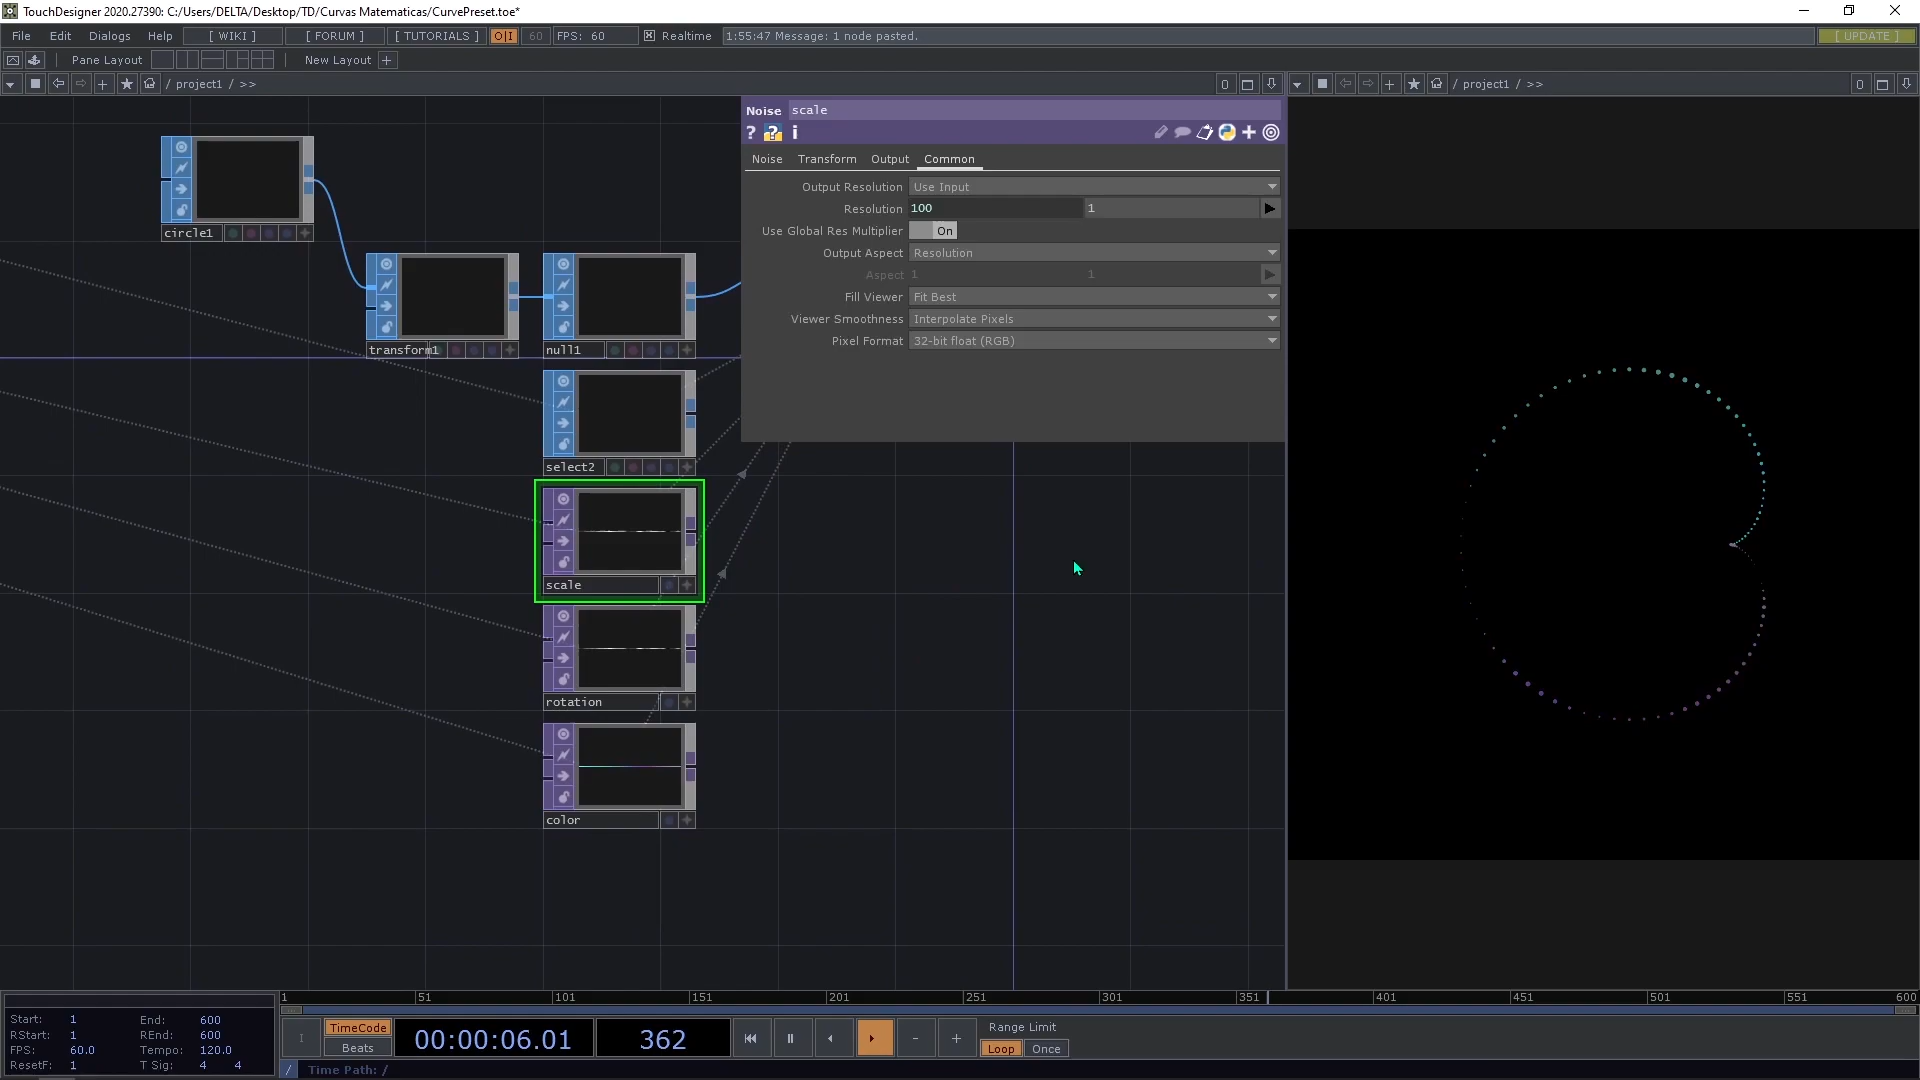 TouchDesigner 2020.27390: C:/Users/DELTA/Desktop/TD/Curvas Matematicas/CurvePreset.toe*
File Edit Dialogs Help [ WIKI ] [ FORUM ] [ TUTORIALS ] O|I 60 FPS: 60 Realtime 1:55:47 Message: 1 node pasted. [ UPDATE ]
Pane Layout New Layout +
/ project1 / >> 0 / project1 / >> 0
Noise scale
? ? i
Noise Transform Output Common
Output Resolution Use Input
Resolution 100 1
Use Global Res Multiplier On
Output Aspect Resolution
Aspect 1 1
Fill Viewer Fit Best
Viewer Smoothness Interpolate Pixels
Pixel Format 32-bit float (RGB)
circle1
transform1
null1
select2
scale
rotation
color
1 51 101 151 201 251 301 351 401 451 501 551 600
Start: 1 End: 600
RStart: 1 REnd: 600
FPS: 60.0 Tempo: 120.0
ResetF: 1 T Sig: 4 4
I TimeCode Beats 00:00:06.01 362 - +
Range Limit
Loop Once
/ Time Path: /